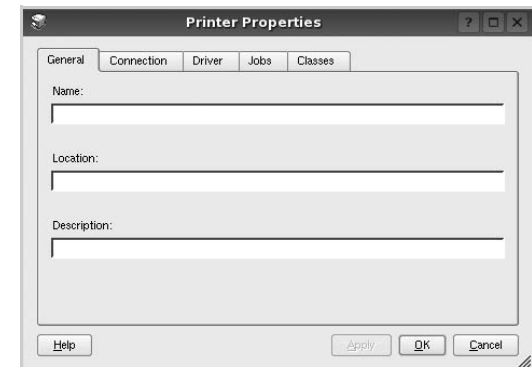 Printer Properties
General Connection Driver Jobs Classes
Name:
Location:
Description:
Help Apply OK Cancel